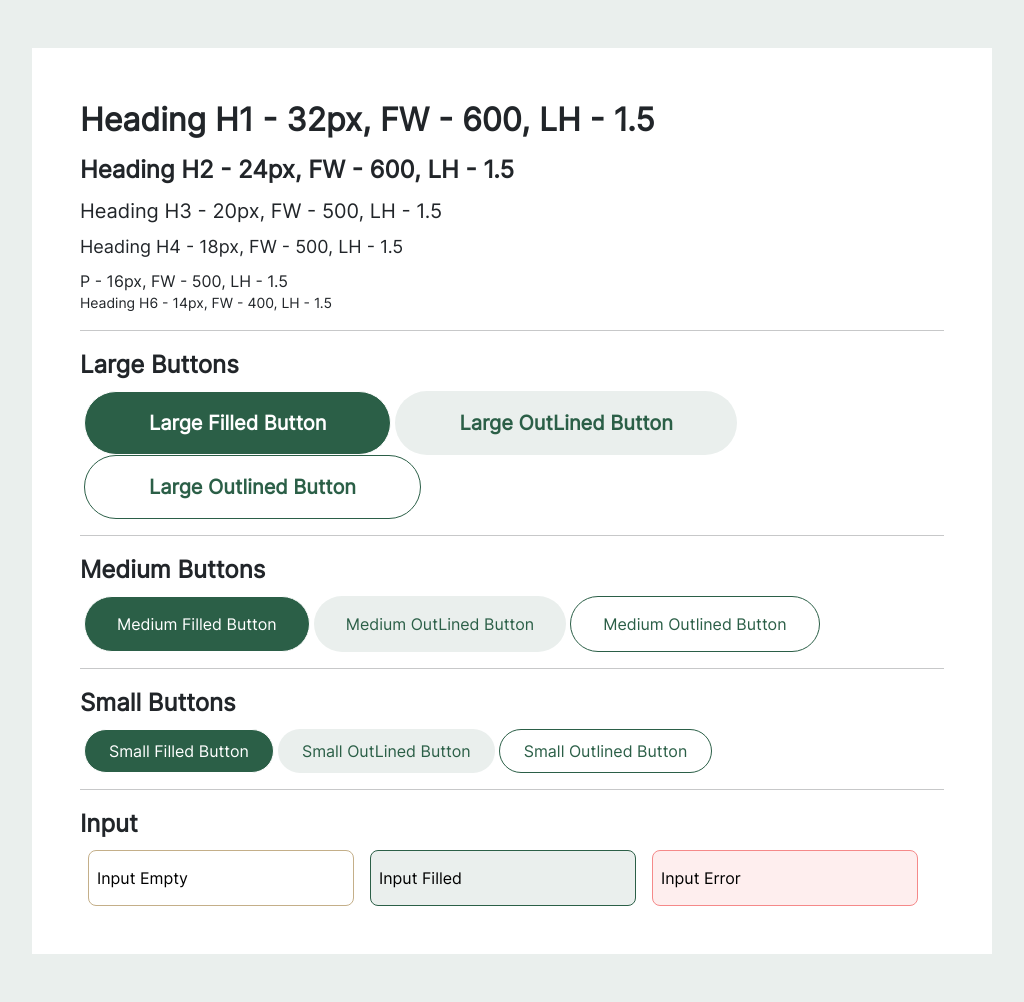 Heading H1 - 32px, FW - 600, LH - 1.5
Heading H2 - 24px, FW - 600, LH - 1.5
Heading H3 - 20px, FW - 500, LH - 1.5
Heading H4 - 18px, FW - 500, LH - 1.5
P - 16px, FW - 500, LH - 1.5
Heading H6 - 14px, FW - 400, LH - 1.5
Large Buttons
Large Filled Button Large OutLined Button
Large Outlined Button
Medium Buttons
Medium Filled Button Medium OutLined Button Medium Outlined Button
Small Buttons
Small Filled Button Small OutLined Button Small Outlined Button
Input
Input Empty Input Filled Input Error